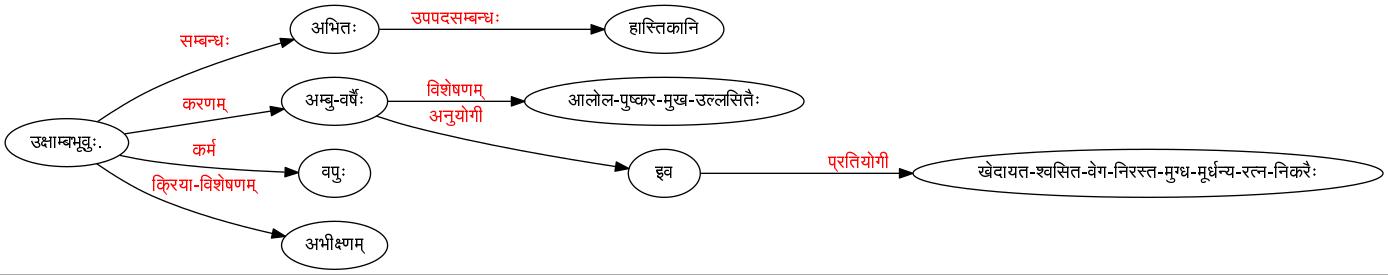 अभितः
उपपदसम्बन्धः
हास्तिकानि
सम्बन्धः
करणम्
अम्बु-वर्षैः
विशेषणम्
आलोल-पुष्कर-मुख-उल्लसितैः
अनुयोगी
उक्षाम्बभूवुः.
कर्म
वपुः
इव
प्रतियोगी
खेदायत-श्वसित-वेग-निरस्त-मुग्ध-मूर्धन्य-रत्न-निकरैः
क्रिया-विशेषणम्
अभीक्ष्णम्